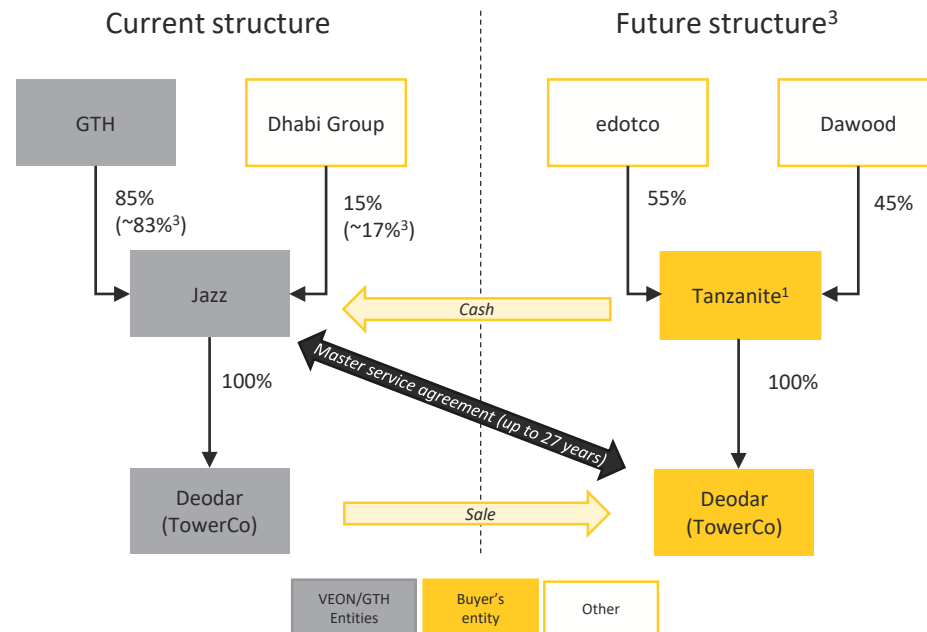 Current structure
Future structure³
GTH
Dhabi Group
edotco
Dawood
85%
(~83%³)
15%
(~17%³)
55%
45%
Jazz
Cash
Tanzanite¹
100%
Master service agreement (up to 27 years)
100%
Deodar
(TowerCo)
Sale
Deodar
(TowerCo)
VEON/GTH
Entities
Buyer's
entity
Other